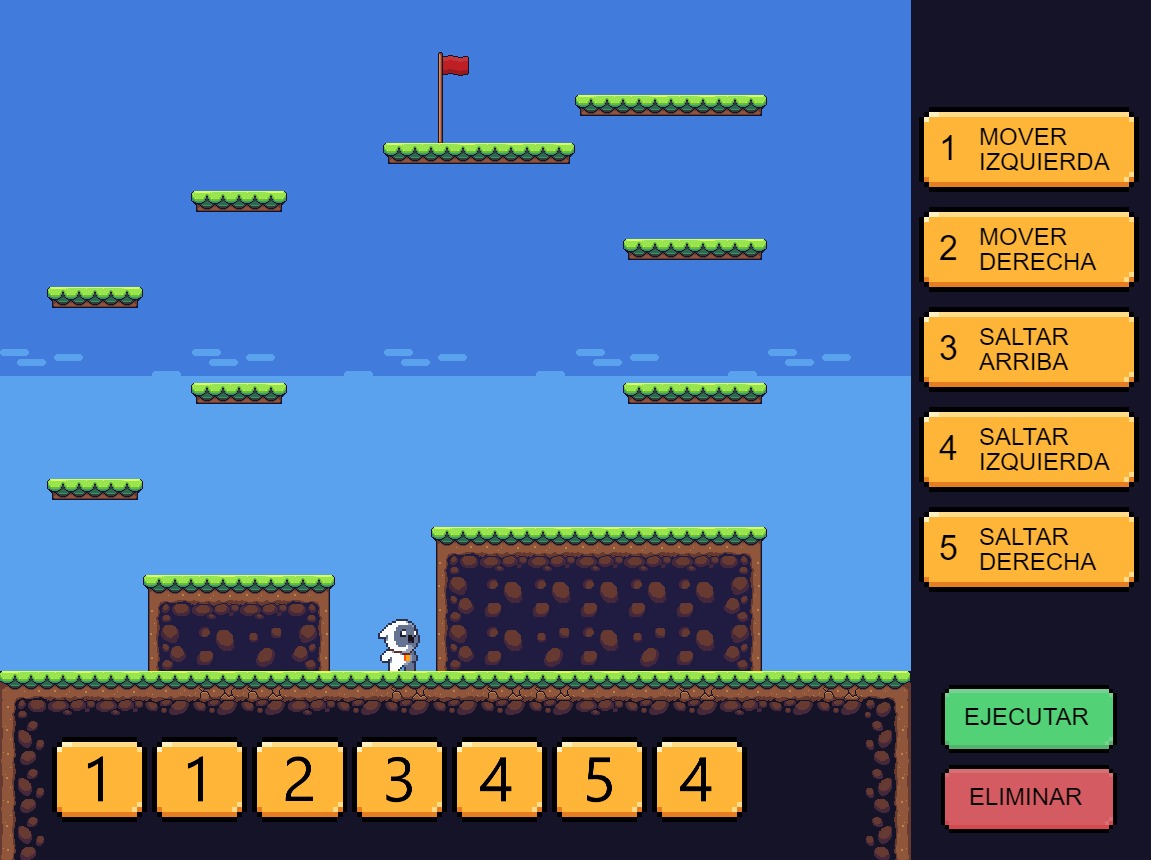 1 MOVER
IZQUIERDA
2 MOVER
DERECHA
3 SALTAR
ARRIBA
4 SALTAR
IZQUIERDA
5 SALTAR
DERECHA
EJECUTAR
1 1 2 3 4 5 4
ELIMINAR